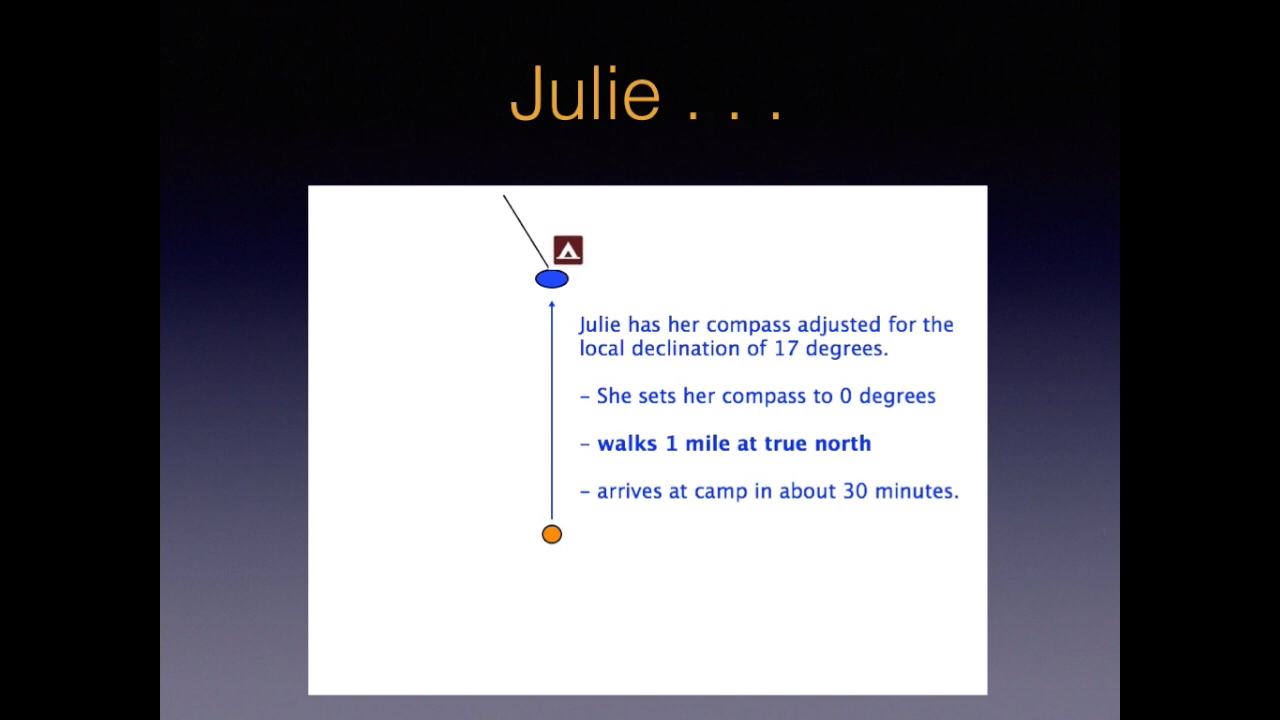 Julie . . .
Julie has her compass adjusted for the
local declination of 17 degrees.
– She sets her compass to 0 degrees
– walks 1 mile at true north
– arrives at camp in about 30 minutes.